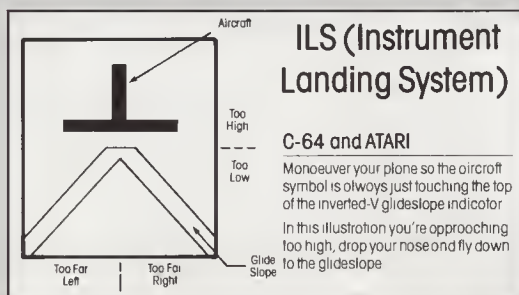 Aircraft
ILS (Instrument
Landing System)
Too
High
Too
Low
C-64 and ATARI
Monoeuver your plone so the oircroft
symbol is olwoys just touching the top
of the inverted-V glideslope indicotor
In this illustrotion you're opprooching
too high, drop your nose ond fly down
to the glideslope
Glide
Slope
Too Far
Left
Too Far
Right